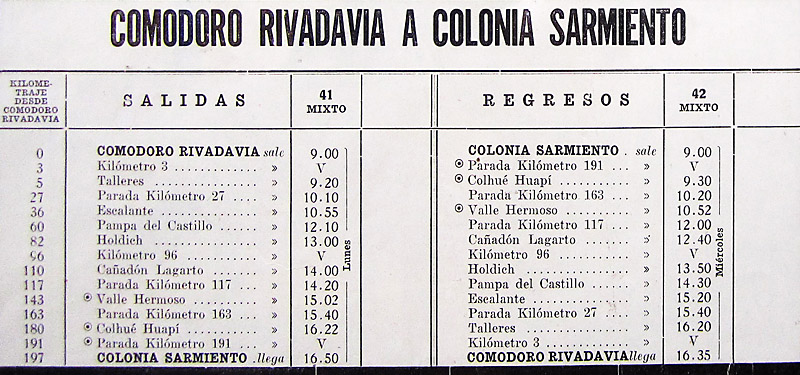 COMODORO RIVADAVIA A COLONIA SARMIENTO
KILOME-
TRAJE
DESDE
COMODORO
RIVADAVIA
SALIDAS
41
MIXTO
REGRESOS
42
MIXTO
0 COMODORO RIVADAVIA sale 9.00 COLONIA SARMIENTO . sale 9.00
3 Kilómetro 3 ............. » V ⊙ Parada Kilómetro 191 ... » V
5 Talleres ................ » 9.20 ⊙ Colhué Huapí ........... » 9.30
27 Parada Kilómetro 27 .... » 10.10 Parada Kilómetro 163 ... » 10.20
36 Escalante .............. » 10.55 ⊙ Valle Hermoso .......... » 10.52
60 Pampa del Castillo ...... » 12.10 Parada Kilómetro 117 ... » 12.00
82 Holdich ................ » 13.00 Cañadón Lagarto ........ » 12.40
96 Kilómetro 96 ............ » V Kilómetro 96 ........... » V
110 Cañadón Lagarto ........ » 14.00 Holdich ................ » 13.50
117 Parada Kilómetro 117 ... » 14.20 Pampa del Castillo ..... » 14.30
143 ⊙ Valle Hermoso .......... » 15.02 Escalante .............. » 15.20
163 Parada Kilómetro 163 ... » 15.40 Parada Kilómetro 27 .... » 15.40
180 ⊙ Colhué Huapí ........... » 16.22 Talleres ............... » 16.20
191 ⊙ Parada Kilómetro 191 ... » V Kilómetro 3 ............ » V
197 COLONIA SARMIENTO .llega 16.50 COMODORO RIVADAVIA llega 16.35
Lunes
Miércoles